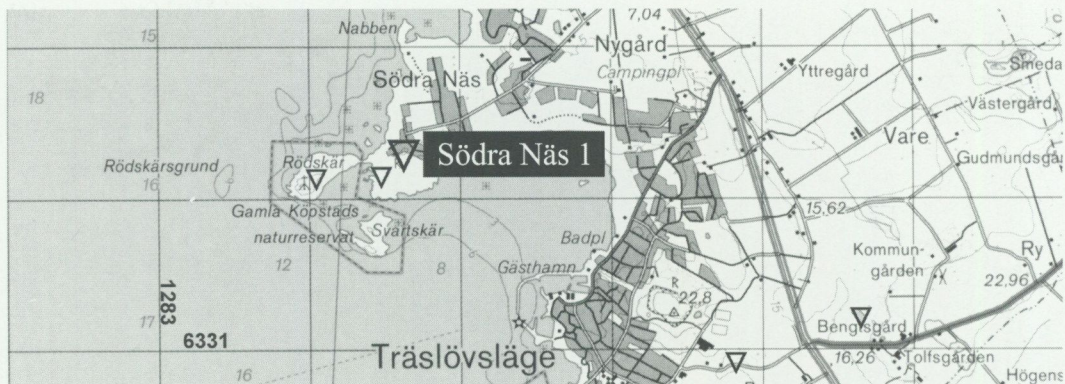 7,04
Nabben
15
Nygård
Södra Näs
Campingpl
Yttregård
Smeda
18
Västergård
Vare
Södra Näs 1
Rödskär
Rödskärsgrund
Gudmundsgår
16
Gamla Köpstads
naturreservat
Svartskär
15,62
Badpl
Kommun-
gården
Ry
12
8
Gästhamn
22,96
R
22,8
1283
17
6331
Bengtsgård
Träslövsläge
16,26
Tolfsgården
16
Högens